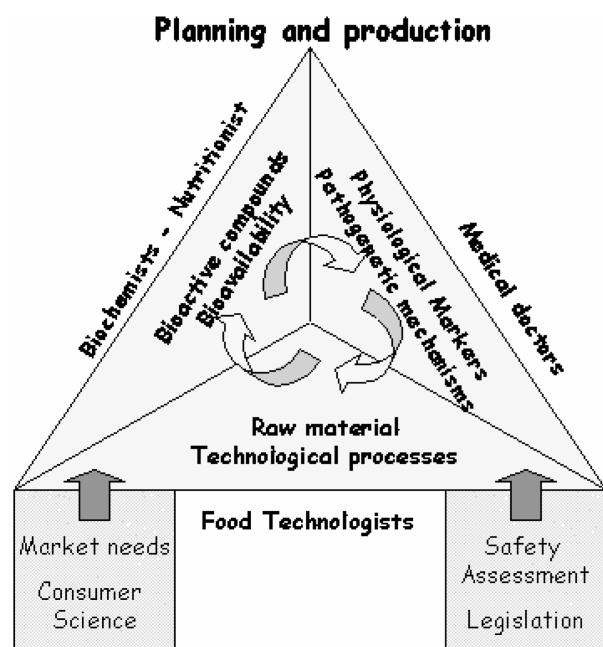 Planning and production
Biochemists - Nutritionist
Bioactive compounds
Bioavailability
Physiological Markers
Pathogenetic mechanisms
Medical doctors
Raw material
Technological processes
Food Technologists
Market needs
Consumer
Science
Safety
Assessment
Legislation